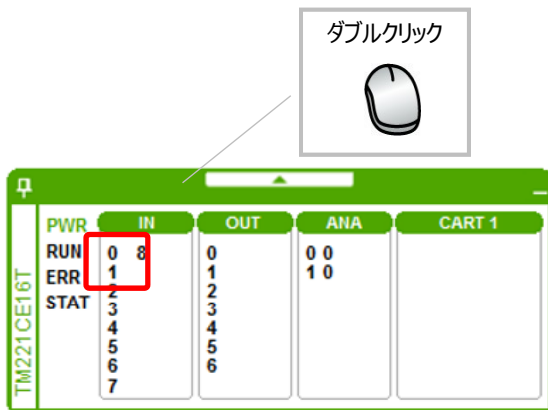 ダブルクリック
PWR IN OUT ANA CART 1
RUN 0 8 0 0 0
ERR 1 1 1 0
STAT 2 2
3 3
4 4
5 5
6 6
7
TM221CE16T